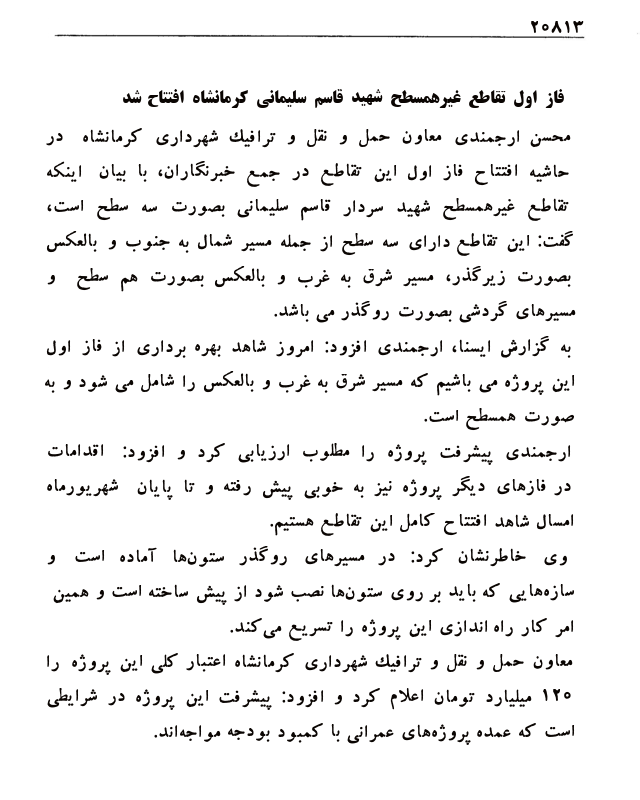 ۲۰۸۱۳
فاز اول تقاطع غیرهمسطح شهید قاسم سلیمانی کرمانشاه افتتاح شد
محسن ارجمندی معاون حمل و نقل و ترافیك شهرداری کرمانشاه در
حاشیه افتتاح فاز اول این تقاطع در جمع خبرنگاران، با بیان اینکه
تقاطع غیرهمسطح شهید سردار قاسم سلیمانی بصورت سه سطح است،
گفت: این تقاطع دارای سه سطح از جمله مسیر شمال به جنوب و بالعکس
بصورت زیرگذر، مسیر شرق به غرب و بالعکس بصورت هم سطح و
مسیرهای گردشی بصورت روگذر می باشد.
به گزارش ایسنا، ارجمندی افزود: امروز شاهد بهره برداری از فاز اول
این پروژه می باشیم که مسیر شرق به غرب و بالعکس را شامل می شود و به
صورت همسطح است.
ارجمندی پیشرفت پروژه را مطلوب ارزیابی کرد و افزود: اقدامات
در فازهای دیگر پروژه نیز به خوبی پیش رفته و تا پایان شهریورماه
امسال شاهد افتتاح کامل این تقاطع هستیم.
وی خاطرنشان کرد: در مسیرهای روگذر ستون‌ها آماده است و
سازه‌هایی که باید بر روی ستون‌ها نصب شود از پیش ساخته است و همین
امر کار راه اندازی این پروژه را تسریع می‌کند.
معاون حمل و نقل و ترافیك شهرداری کرمانشاه اعتبار کلی این پروژه را
۱۲۰ میلیارد تومان اعلام کرد و افزود: پیشرفت این پروژه در شرایطی
است که عمده پروژه‌های عمرانی با کمبود بودجه مواجه‌اند.